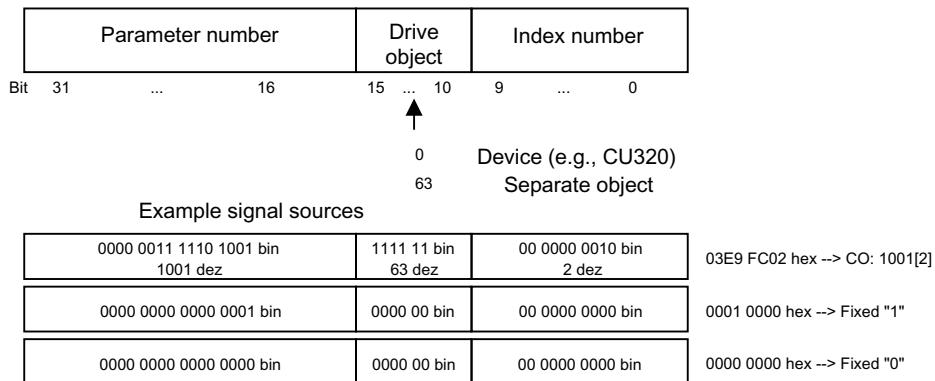 Parameter number Drive object Index number
Bit 31 ... 16 15 ... 10 9 ... 0
0 Device (e.g., CU320)
63 Separate object
Example signal sources
0000 0011 1110 1001 bin 1111 11 bin 00 0000 0010 bin
1001 dez 63 dez 2 dez
03E9 FC02 hex --> CO: 1001[2]
0000 0000 0000 0001 bin 0000 00 bin 00 0000 0000 bin 0001 0000 hex --> Fixed "1"
0000 0000 0000 0000 bin 0000 00 bin 00 0000 0000 bin 0000 0000 hex --> Fixed "0"